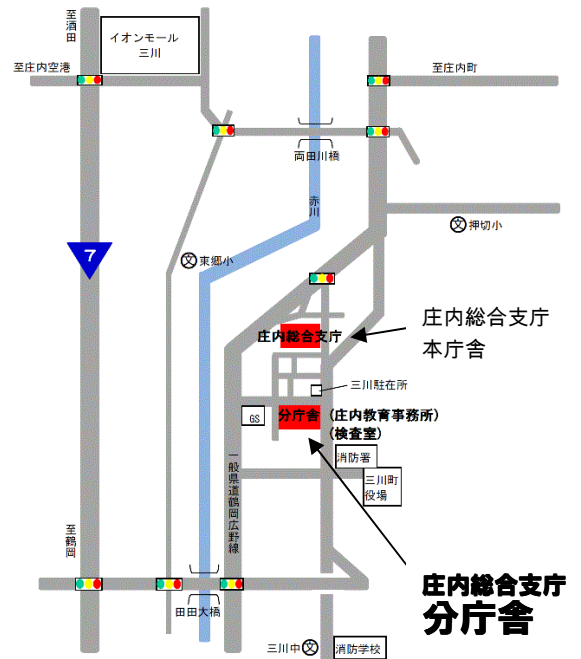 至酒田
イオンモール
三川
至庄内空港
至庄内町
両田川橋
赤川
文 押切小
7
文 東郷小
庄内総合支庁
本庁舎
庄内総合支庁
三川駐在所
GS
分庁舎 (庄内教育事務所)
(検査室)
消防署
三川町
役場
一般県道鶴岡広野線
至鶴岡
庄内総合支庁
分庁舎
田田大橋
三川中 文
消防学校